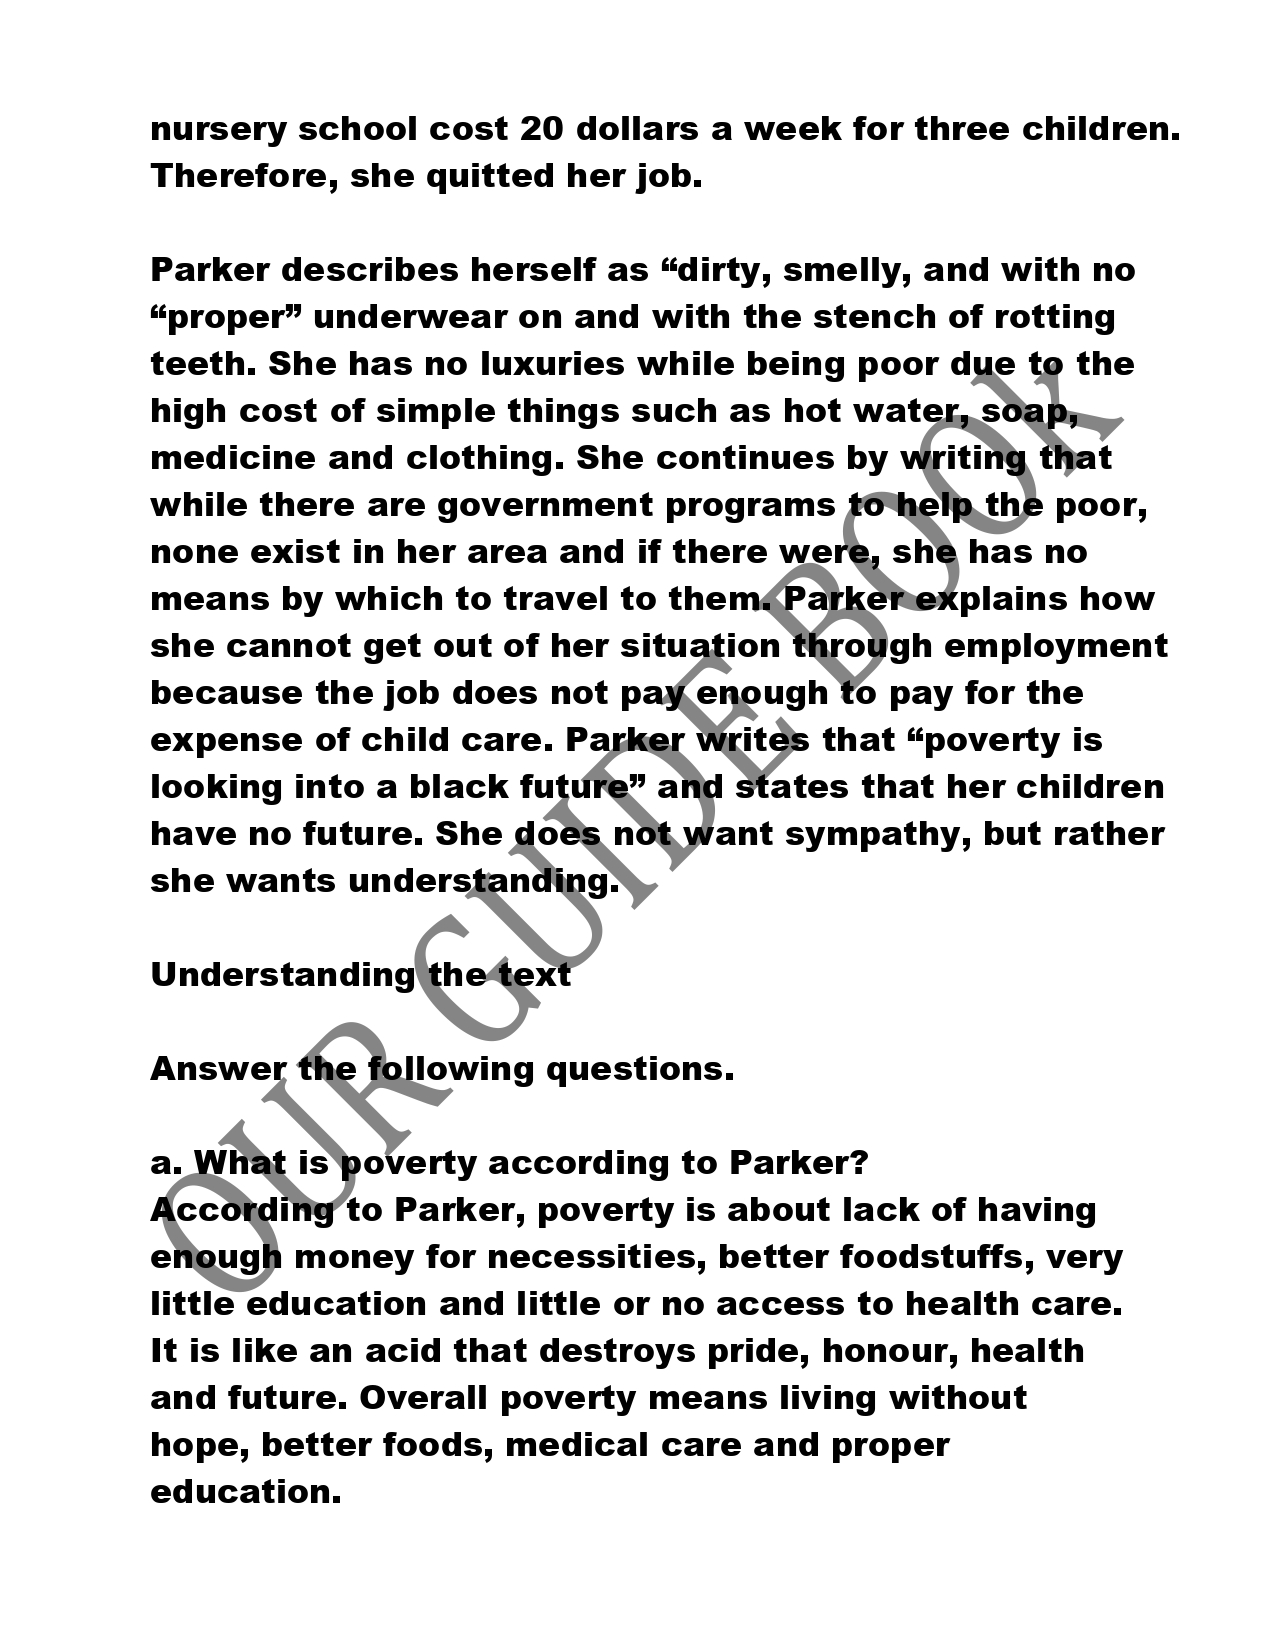 nursery school cost 20 dollars a week for three children.
Therefore, she quitted her job.
Parker describes herself as “dirty, smelly, and with no
“proper” underwear on and with the stench of rotting
teeth. She has no luxuries while being poor due to the
high cost of simple things such as hot water, soap,
medicine and clothing. She continues by writing that
while there are government programs to help the poor,
none exist in her area and if there were, she has no
means by which to travel to them. Parker explains how
she cannot get out of her situation through employment
because the job does not pay enough to pay for the
expense of child care. Parker writes that “poverty is
looking into a black future” and states that her children
have no future. She does not want sympathy, but rather
she wants understanding.
Understanding the text
Answer the following questions.
a. What is poverty according to Parker?
According to Parker, poverty is about lack of having
enough money for necessities, better foodstuffs, very
little education and little or no access to health care.
It is like an acid that destroys pride, honour, health
and future. Overall poverty means living without
hope, better foods, medical care and proper
education.
OUR GUIDE BOOK